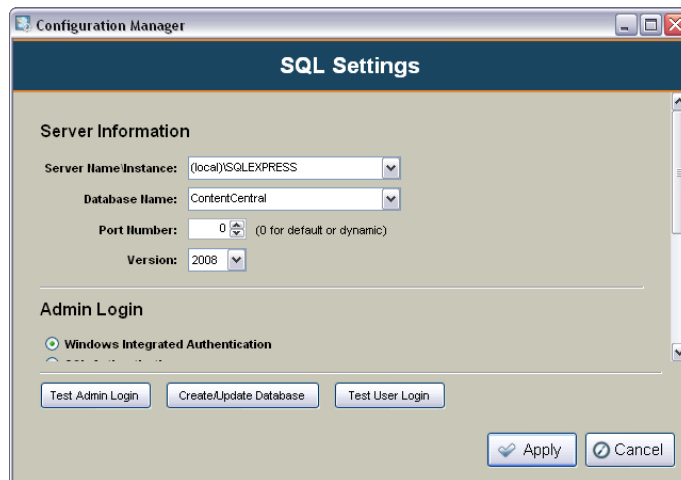 Configuration Manager
SQL Settings
Server Information
Server Name\Instance: (local)\SQLEXPRESS
Database Name: ContentCentral
Port Number: 0 (0 for default or dynamic)
Version: 2008
Admin Login
Windows Integrated Authentication
Test Admin Login Create/Update Database Test User Login
Apply Cancel